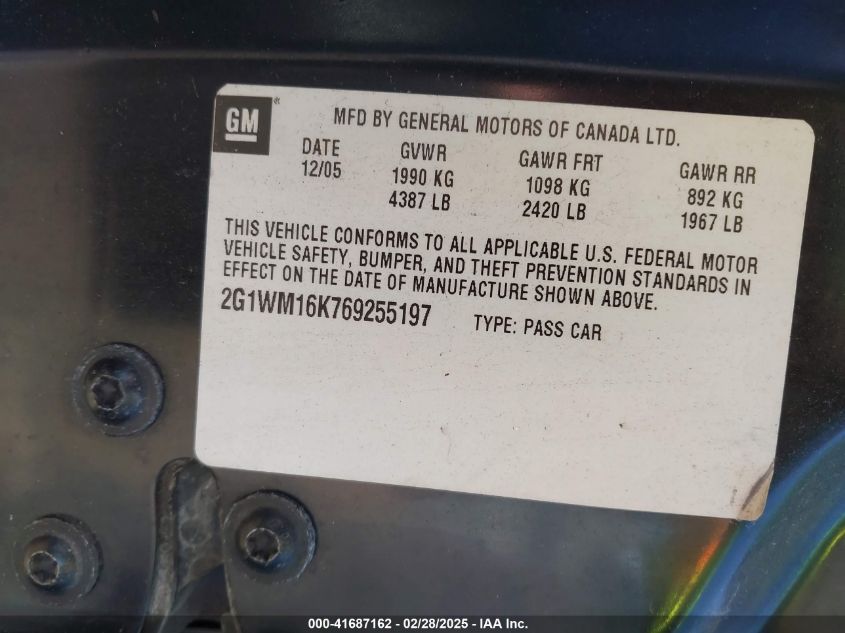 GM®
MFD BY GENERAL MOTORS OF CANADA LTD.
DATE GVWR GAWR FRT GAWR RR
12/05 1990 KG 1098 KG 892 KG
4387 LB 2420 LB 1967 LB
THIS VEHICLE CONFORMS TO ALL APPLICABLE U.S. FEDERAL MOTOR
VEHICLE SAFETY, BUMPER, AND THEFT PREVENTION STANDARDS IN
EFFECT ON THE DATE OF MANUFACTURE SHOWN ABOVE.
2G1WM16K769255197 TYPE: PASS CAR
000-41687162 - 02/28/2025 - IAA Inc.